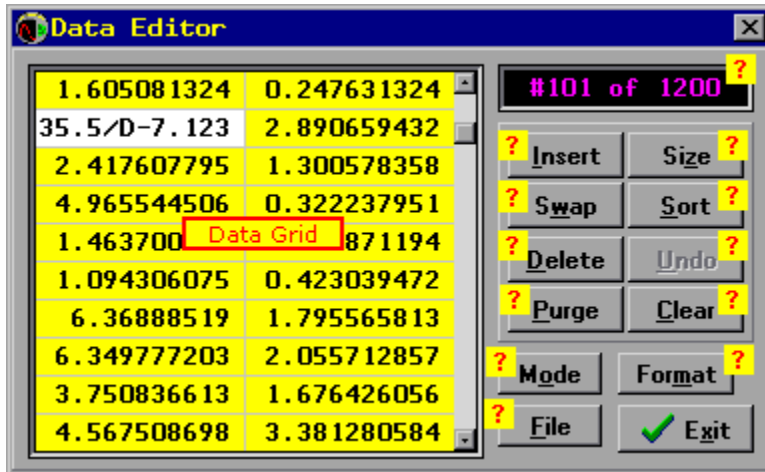 Data Editor
#101 of 1200 ?
1.605081324 0.247631324
35.5/D-7.123 2.890659432
2.417607795 1.300578358
4.965544506 0.322237951
1.463700 Data Grid 871194
1.094306075 0.423039472
6.36888519 1.795565813
6.349777203 2.055712857
3.750836613 1.676426056
4.567508698 3.381280584
? Insert Size ?
? Swap Sort ?
? Delete Undo ?
? Purge Clear ?
? Mode Format ?
? File Exit